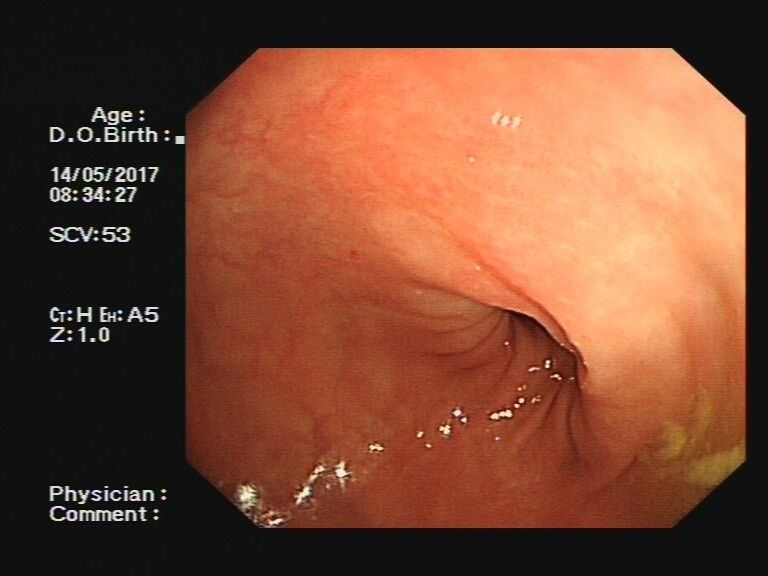 Age:
D.O.Birth:
14/05/2017
08:34:27
SCV:53
Ct:H Eh:A5
Z:1.0
Physician:
Comment: